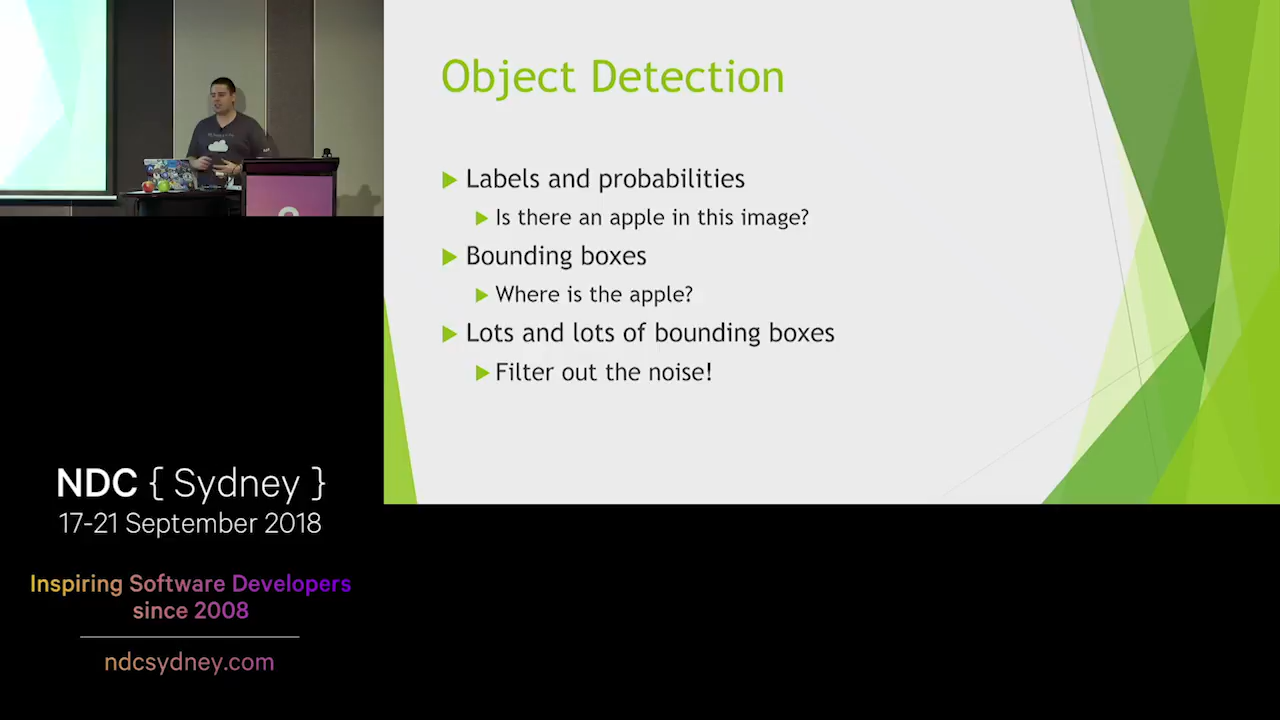 Object Detection
Labels and probabilities
Is there an apple in this image?
Bounding boxes
Where is the apple?
Lots and lots of bounding boxes
Filter out the noise!
NDC { Sydney }
17-21 September 2018
Inspiring Software Developers
since 2008
ndcsydney.com